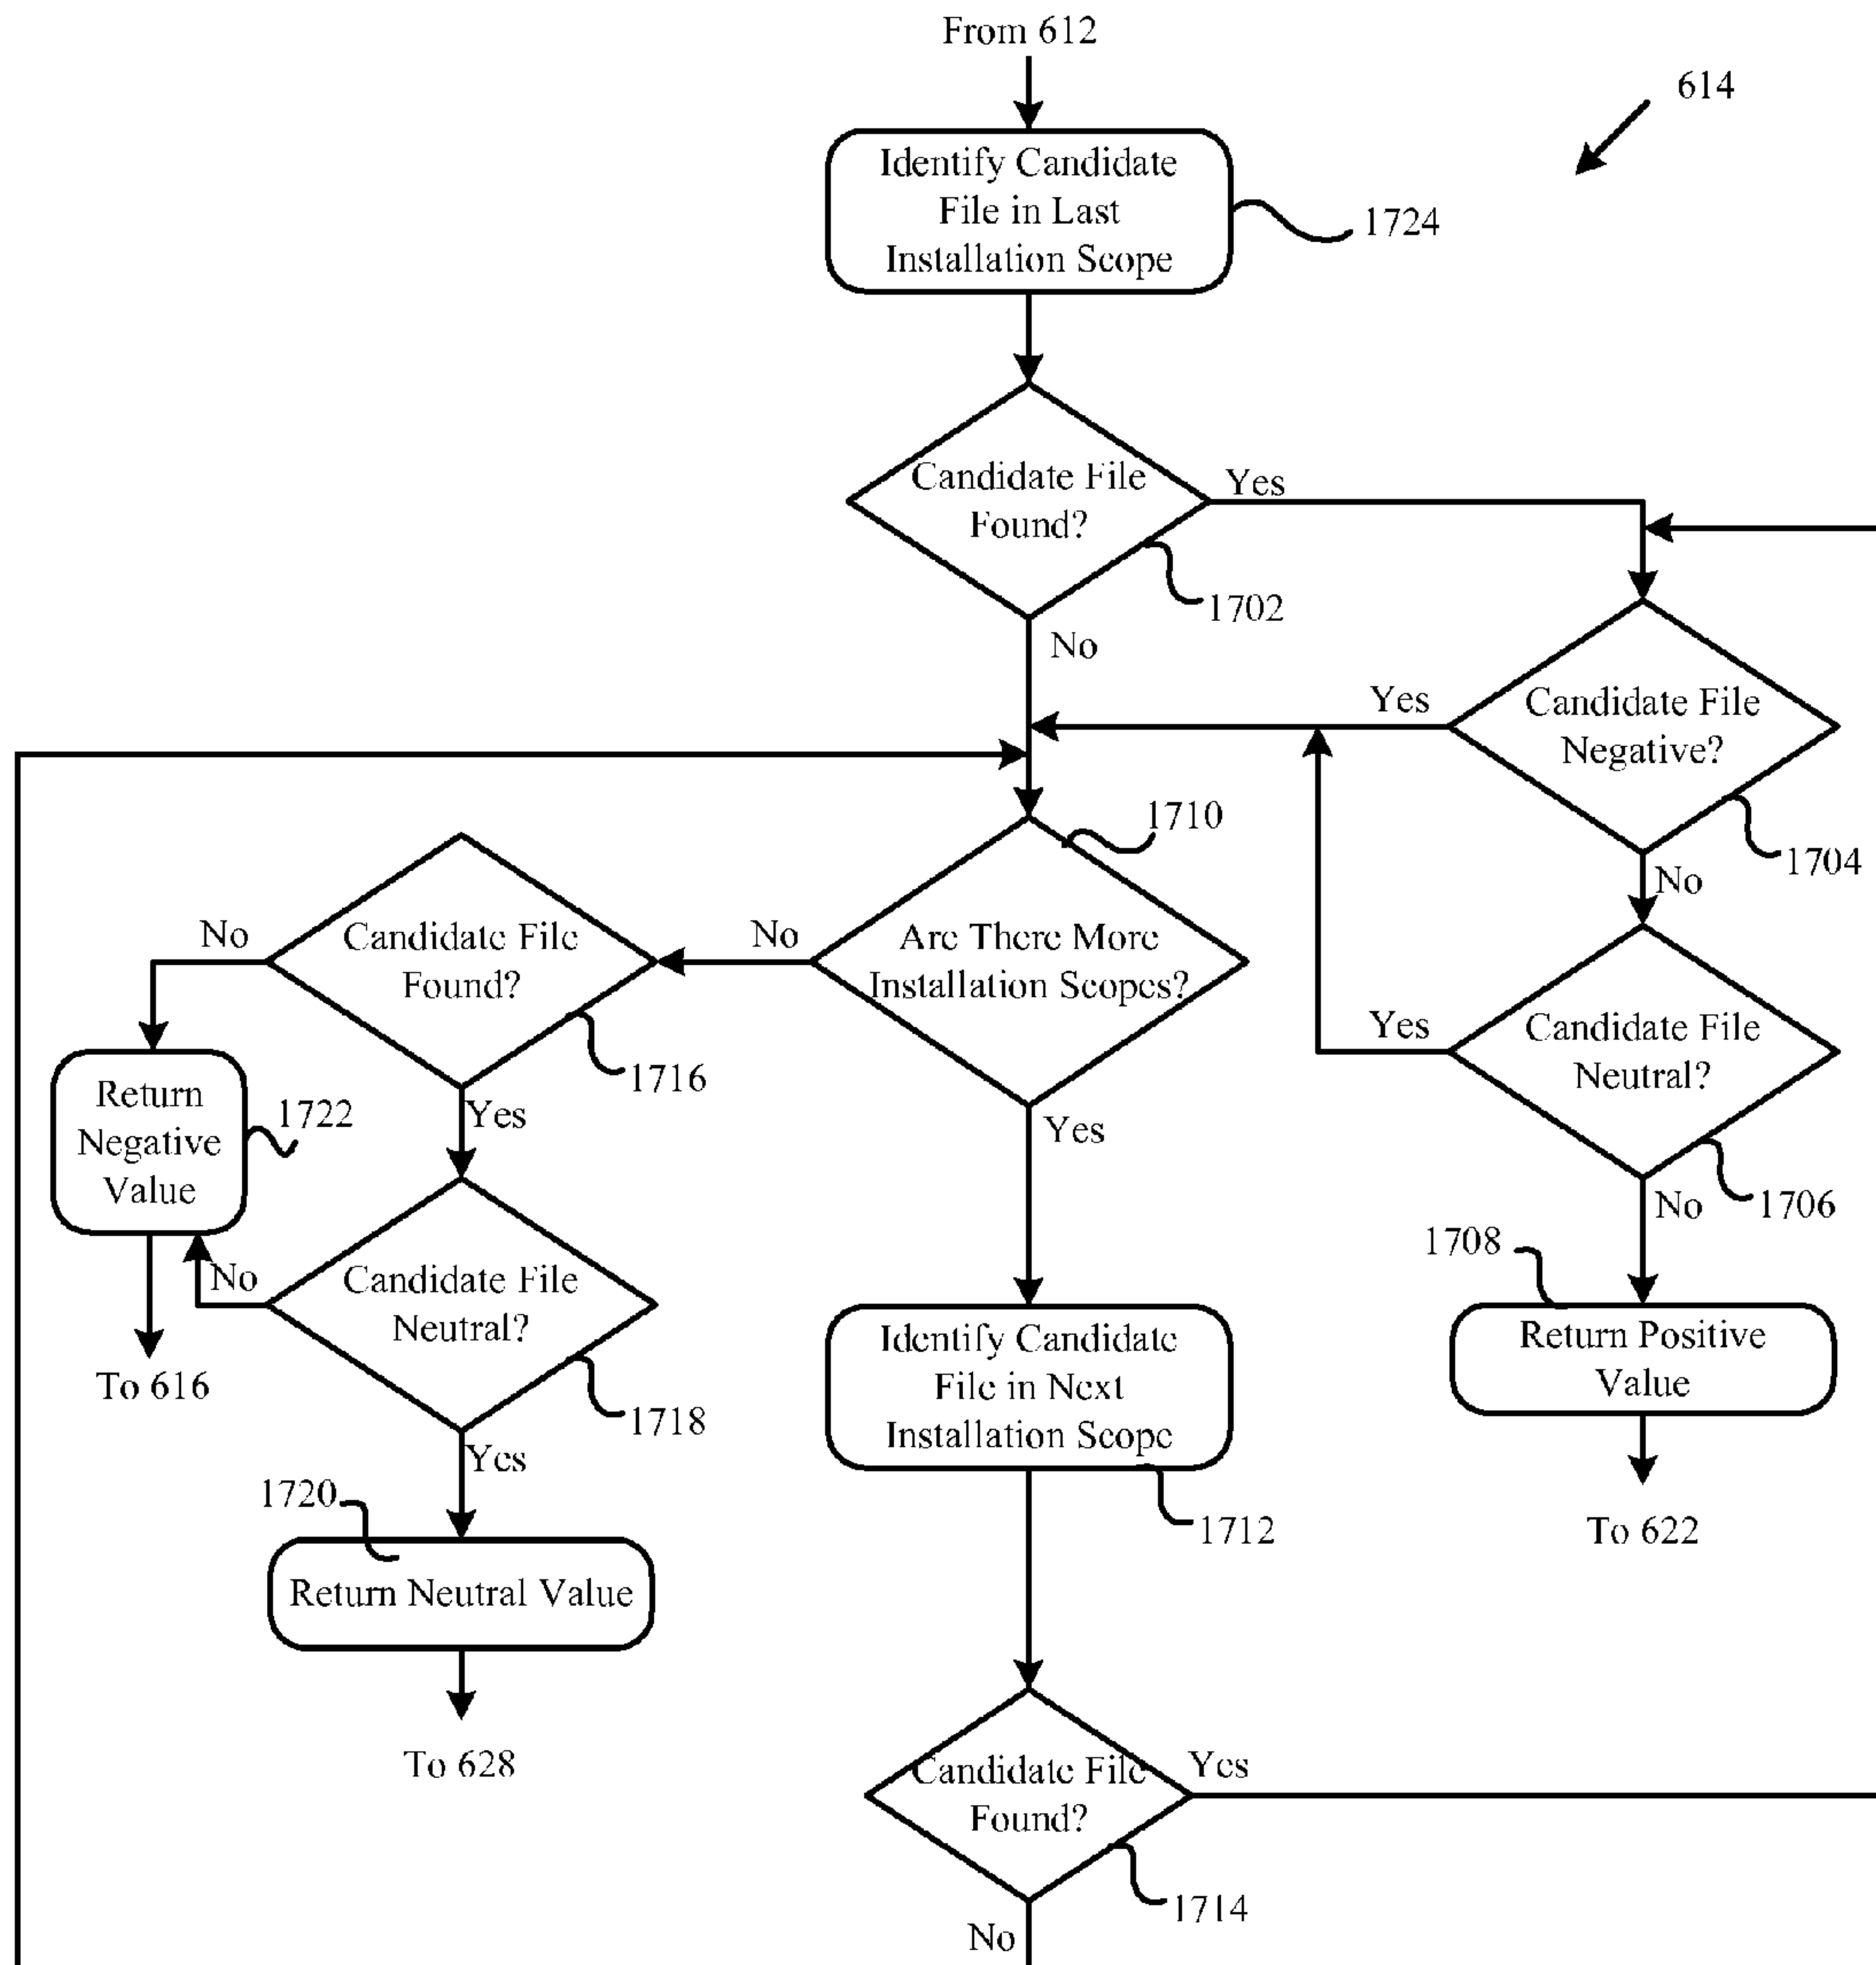 From 612
614
Identify Candidate
File in Last
Installation Scope
1724
Candidate File
Found?
Yes
1702
No
Candidate File
Negative?
Yes
1704
No
1710
Are There More
Installation Scopes?
No
Yes
Candidate File
Found?
No
1716
Yes
Candidate File
Neutral?
Yes
1706
No
Return
Negative
Value
1722
To 616
Candidate File
Neutral?
No
1718
Yes
1708
Return Positive
Value
To 622
Identify Candidate
File in Next
Installation Scope
1712
1720
Return Neutral Value
To 628
Candidate File
Found?
Yes
1714
No